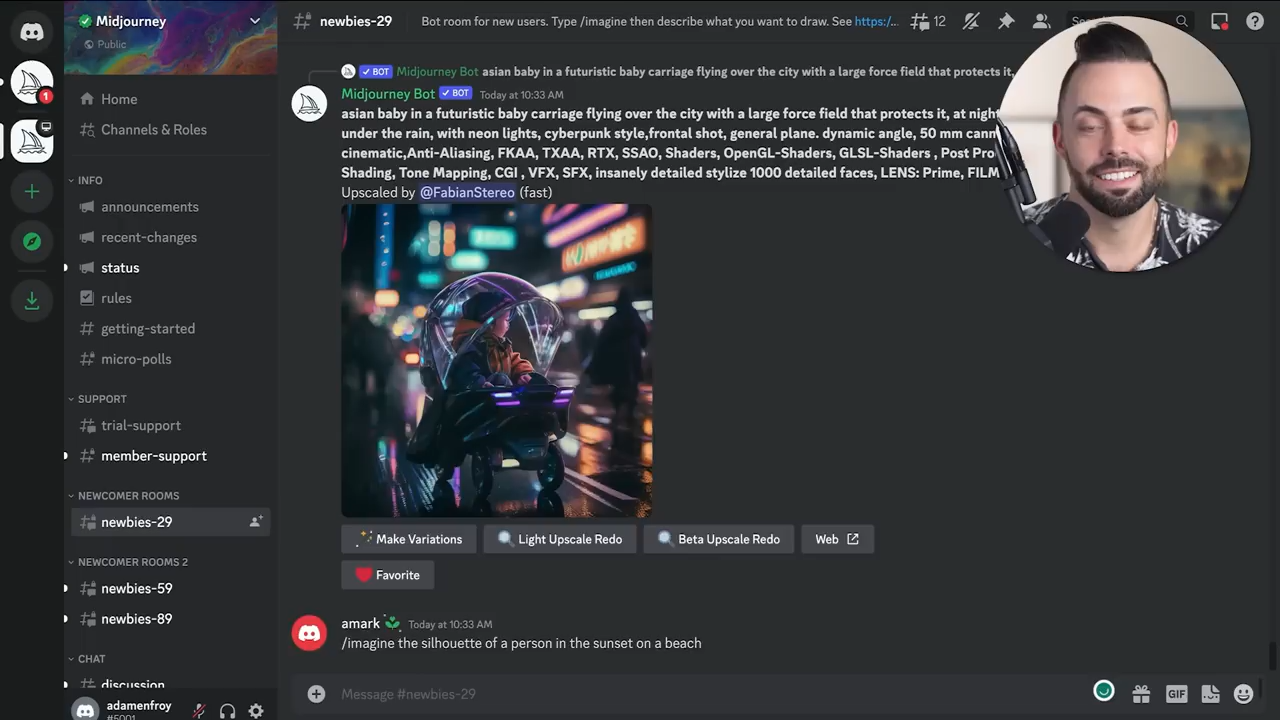 Midjourney
Public
Home
Channels & Roles
INFO
announcements
recent-changes
status
rules
getting-started
micro-polls
SUPPORT
trial-support
member-support
NEWCOMER ROOMS
newbies-29
NEWCOMER ROOMS 2
newbies-59
newbies-89
CHAT
discussion
adamenfroy
#5001
1
newbies-29
Bot room for new users. Type /imagine then describe what you want to draw. See https:/...
12
BOT Midjourney Bot asian baby in a futuristic baby carriage flying over the city with a large force field that protects it,
Midjourney Bot BOT Today at 10:33 AM
asian baby in a futuristic baby carriage flying over the city with a large force field that protects it, at night
under the rain, with neon lights, cyberpunk style,frontal shot, general plane. dynamic angle, 50 mm
cinematic,Anti-Aliasing, FKAA, TXAA, RTX, SSAO, Shaders, OpenGL-Shaders, GLSL-Shaders , Post
Shading, Tone Mapping, CGI , VFX, SFX, insanely detailed stylize 1000 detailed faces, LENS: Prime, FILM
Upscaled by @FabianStereo (fast)
Make Variations
Light Upscale Redo
Beta Upscale Redo
Web
Favorite
amark Today at 10:33 AM
/imagine the silhouette of a person in the sunset on a beach
Message #newbies-29
GIF